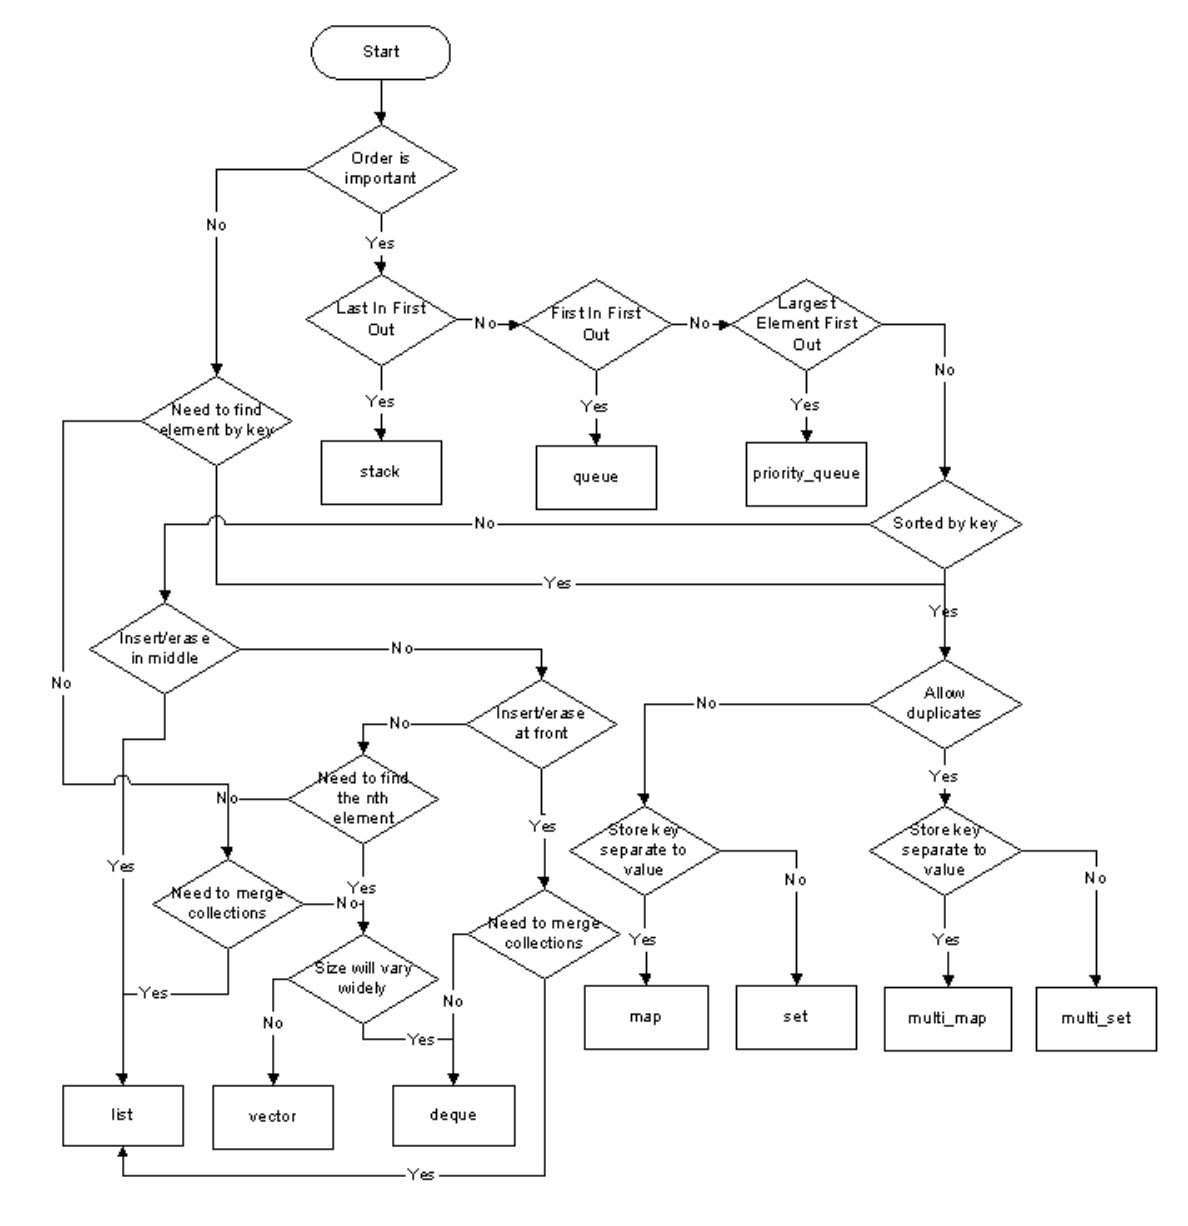 Start
Order is
important
No
Yes
Last In First
Out
No
First In First
Out
No
Largest
Element First
Out
No
Yes
Yes
Yes
Need to find
element by key
stack
queue
priority_queue
No
Sorted by key
Yes
Yes
Insert/erase
in middle
No
No
Allow
duplicates
No
Insert/erase
at front
No
Need to find
the nth
element
No
Yes
Yes
Store key
separate to
value
Store key
separate to
value
Yes
Yes
No
No
Need to merge
collections
No
Need to merge
collections
Yes
Yes
Size will vary
widely
Yes
No
No
Yes
map
set
multi_map
multi_set
list
vector
deque
Yes